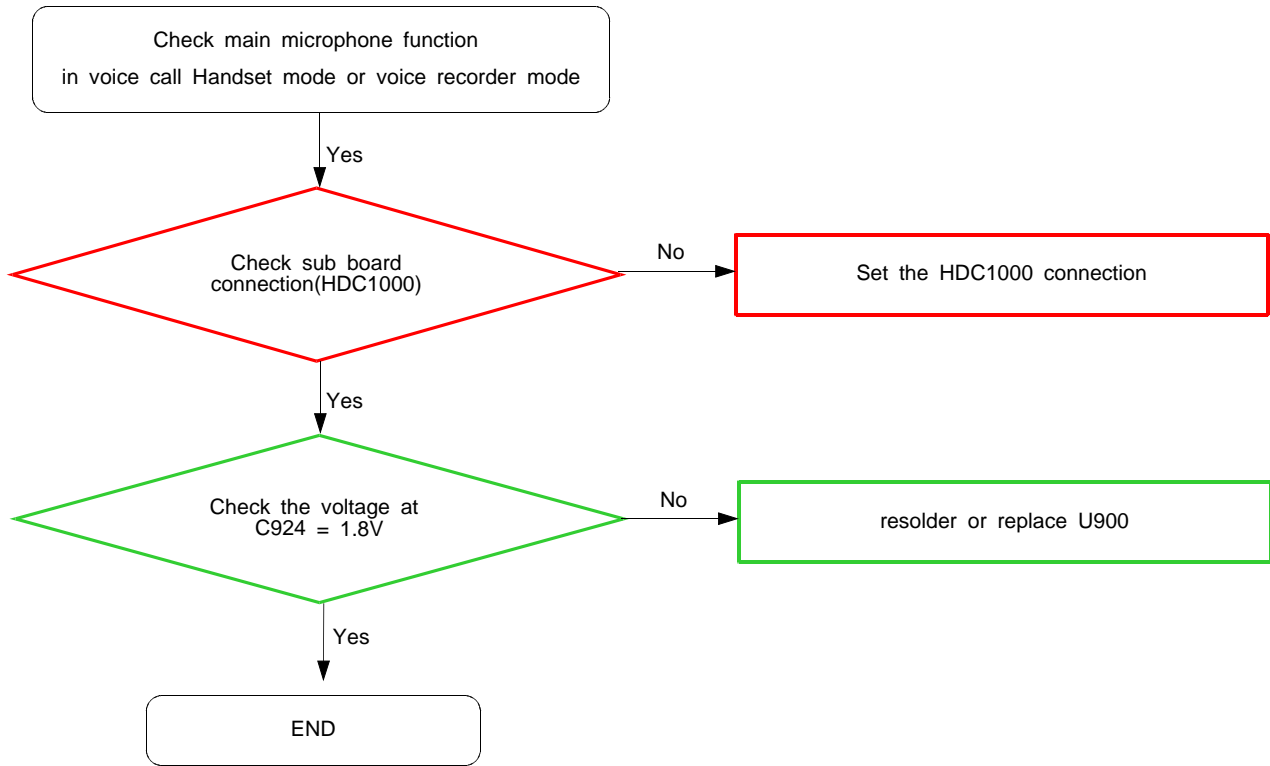 Check main microphone function
in voice call Handset mode or voice recorder mode
Yes
Check sub board
connection(HDC1000)
No
Set the HDC1000 connection
Yes
Check the voltage at
C924 = 1.8V
No
resolder or replace U900
Yes
END